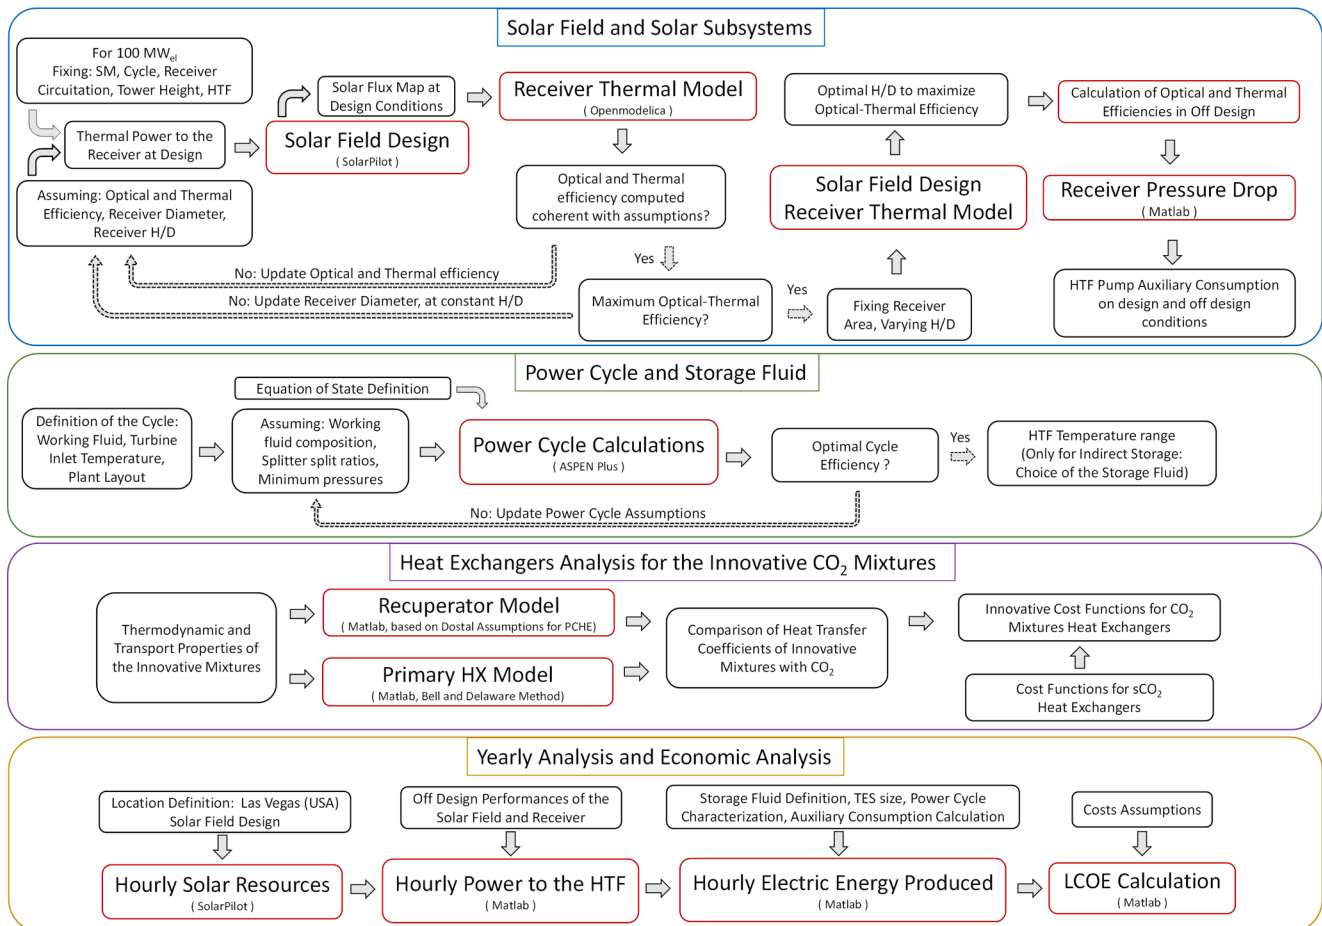 Solar Field and Solar Subsystems
For 100 MWel
Fixing: SM, Cycle, Receiver
Circuitation, Tower Height, HTF
Thermal Power to the
Receiver at Design
Assuming: Optical and Thermal
Efficiency, Receiver Diameter,
Receiver H/D
Solar Field Design
( SolarPilot )
Solar Flux Map at
Design Conditions
Receiver Thermal Model
( Openmodelica )
Optical and Thermal
efficiency computed
coherent with assumptions?
No: Update Optical and Thermal efficiency
Yes
No: Update Receiver Diameter, at constant H/D
Maximum Optical-Thermal
Efficiency?
Yes
Fixing Receiver
Area, Varying H/D
Solar Field Design
Receiver Thermal Model
Optimal H/D to maximize
Optical-Thermal Efficiency
Calculation of Optical and Thermal
Efficiencies in Off Design
Receiver Pressure Drop
( Matlab )
HTF Pump Auxiliary Consumption
on design and off design
conditions
Power Cycle and Storage Fluid
Equation of State Definition
Definition of the Cycle:
Working Fluid, Turbine
Inlet Temperature,
Plant Layout
Assuming: Working
fluid composition,
Splitter split ratios,
Minimum pressures
Power Cycle Calculations
( ASPEN Plus )
Optimal Cycle
Efficiency ?
Yes
HTF Temperature range
(Only for Indirect Storage:
Choice of the Storage Fluid)
No: Update Power Cycle Assumptions
Heat Exchangers Analysis for the Innovative CO2 Mixtures
Thermodynamic and
Transport Properties of
the Innovative Mixtures
Recuperator Model
( Matlab, based on Dostal Assumptions for PCHE)
Primary HX Model
( Matlab, Bell and Delaware Method)
Comparison of Heat Transfer
Coefficients of Innovative
Mixtures with CO2
Innovative Cost Functions for CO2
Mixtures Heat Exchangers
Cost Functions for sCO2
Heat Exchangers
Yearly Analysis and Economic Analysis
Location Definition: Las Vegas (USA)
Solar Field Design
Off Design Performances of the
Solar Field and Receiver
Storage Fluid Definition, TES size, Power Cycle
Characterization, Auxiliary Consumption Calculation
Costs Assumptions
Hourly Solar Resources
( SolarPilot )
Hourly Power to the HTF
( Matlab )
Hourly Electric Energy Produced
( Matlab )
LCOE Calculation
( Matlab )